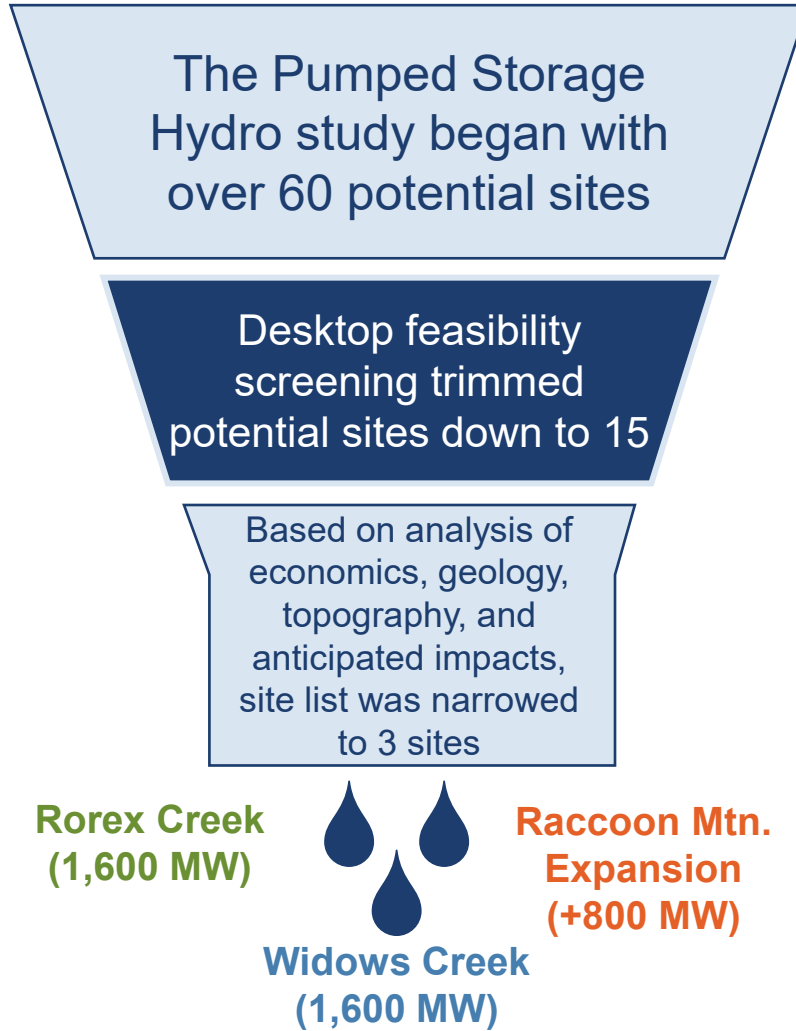 The Pumped Storage
Hydro study began with
over 60 potential sites
Desktop feasibility
screening trimmed
potential sites down to 15
Based on analysis of
economics, geology,
topography, and
anticipated impacts,
site list was narrowed
to 3 sites
Rorex Creek
(1,600 MW)
Raccoon Mtn.
Expansion
(+800 MW)
Widows Creek
(1,600 MW)